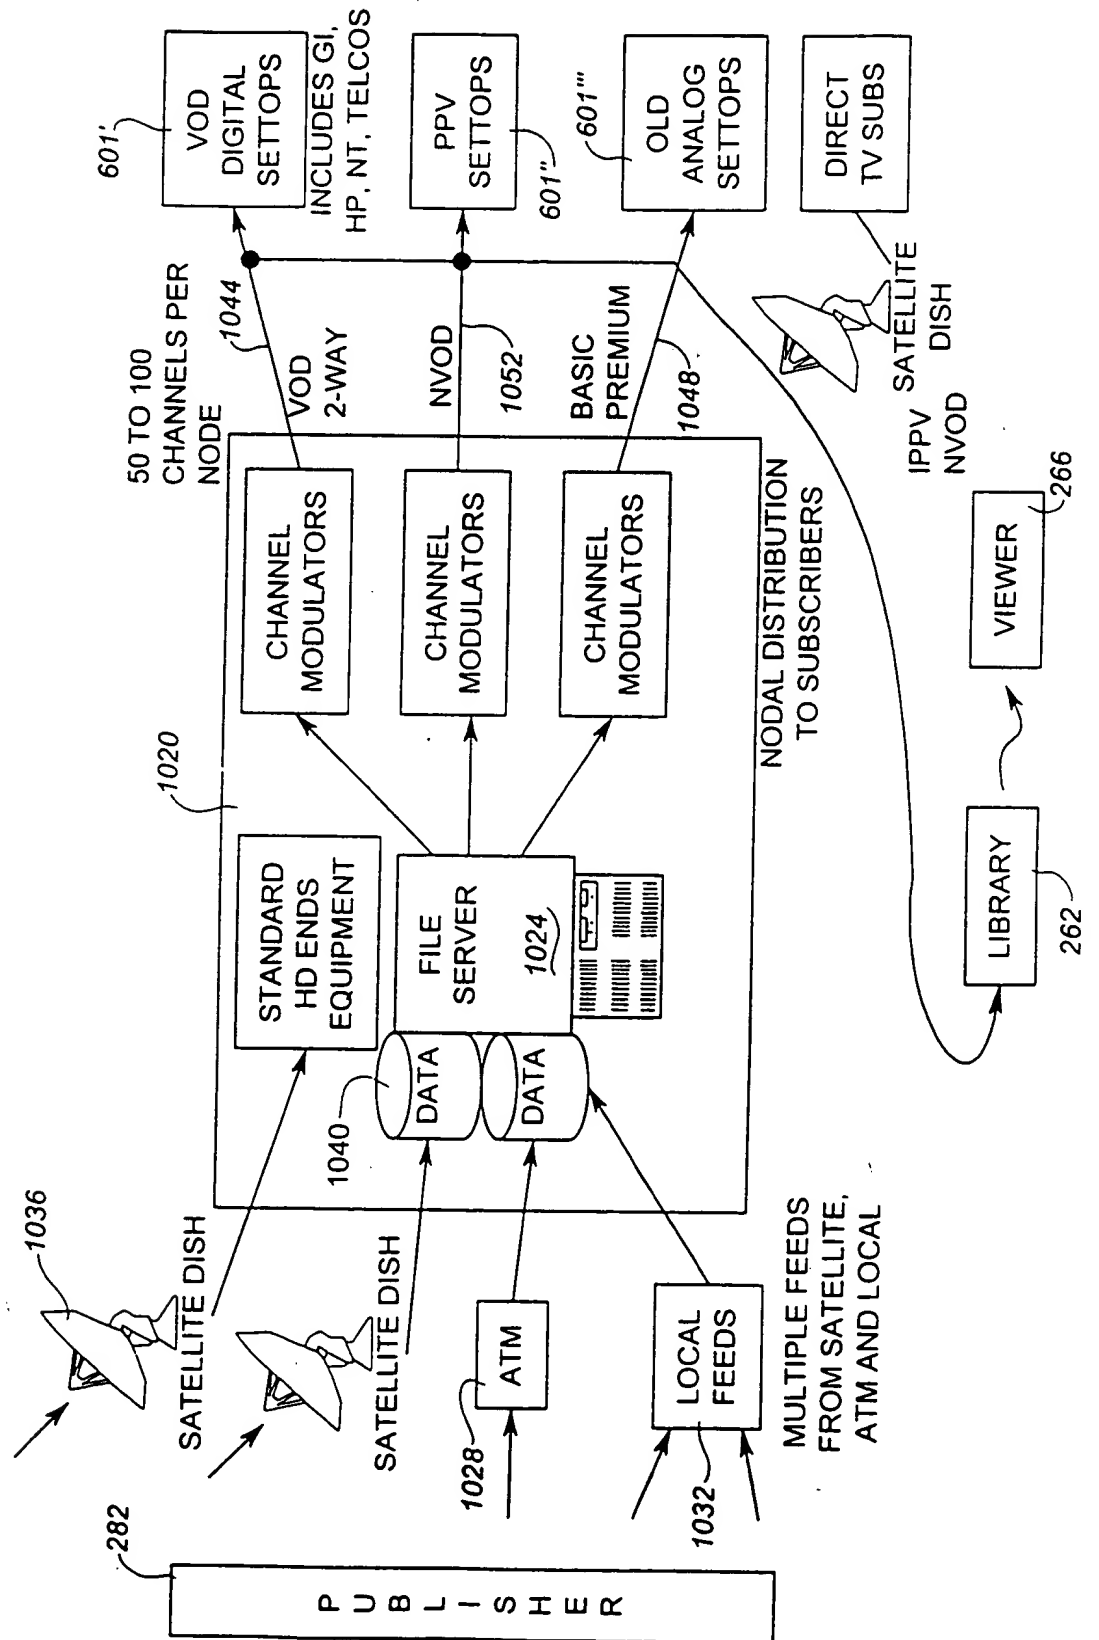 282
PUBLISHER
1036
SATELLITE DISH
SATELLITE DISH
1028
ATM
1032
LOCAL
FEEDS
MULTIPLE FEEDS
FROM SATELLITE,
ATM AND LOCAL
1020
STANDARD
HD ENDS
EQUIPMENT
1040
DATA
DATA
FILE
SERVER
1024
CHANNEL
MODULATORS
CHANNEL
MODULATORS
CHANNEL
MODULATORS
NODAL DISTRIBUTION
TO SUBSCRIBERS
50 TO 100
CHANNELS PER
NODE
1044
VOD
2-WAY
NVOD
1052
BASIC
PREMIUM
1048
601'
VOD
DIGITAL
SETTOPS
INCLUDES GI,
HP, NT, TELCOS
PPV
SETTOPS
601"
601'''
OLD
ANALOG
SETTOPS
DIRECT
TV SUBS
SATELLITE
DISH
IPPV
NVOD
LIBRARY
262
VIEWER
266